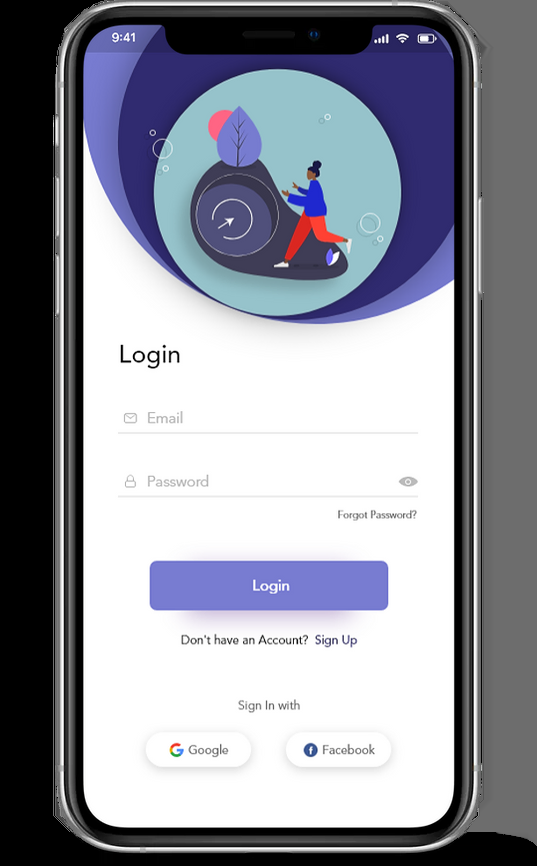 9:41
Login
Email
Password
Forgot Password?
Login
Don't have an Account? Sign Up
Sign In with
Google
Facebook